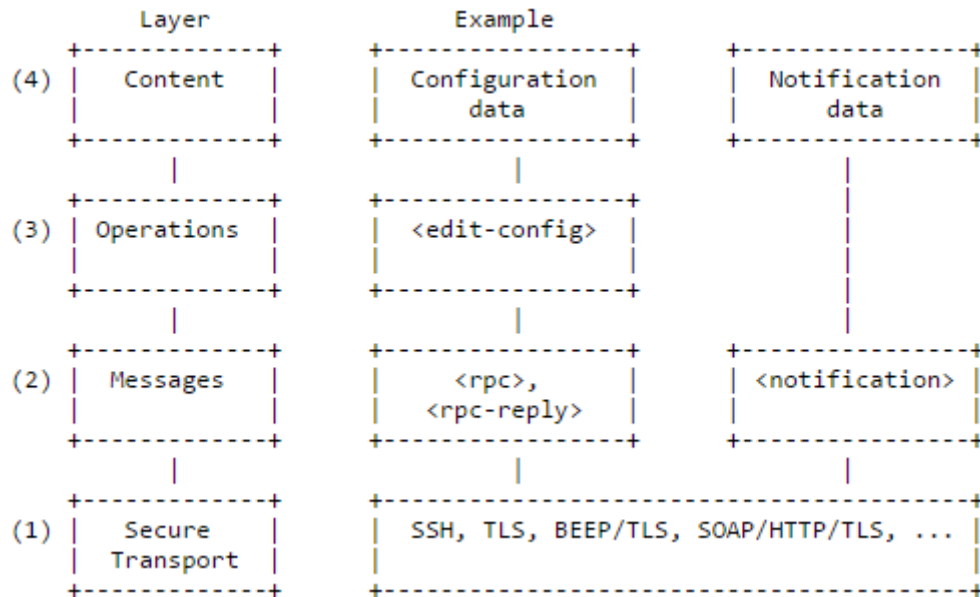 Layer Example
(4) Content Configuration Notification
data data
(3) Operations <edit-config>
(2) Messages <rpc>, <notification>
<rpc-reply>
(1) Secure SSH, TLS, BEEP/TLS, SOAP/HTTP/TLS, ...
Transport